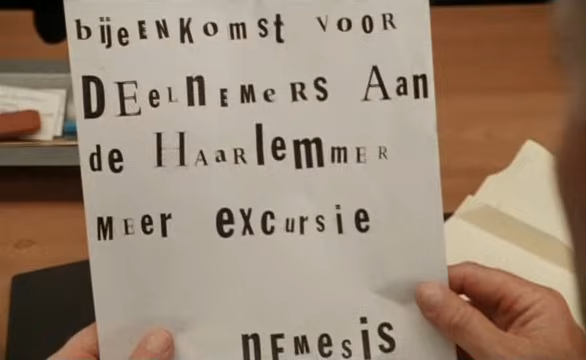 bijeENKomst VOOR
DEeLnEMeRS Aan
de HAaRlemmER
MEer excursie
nEMesiS